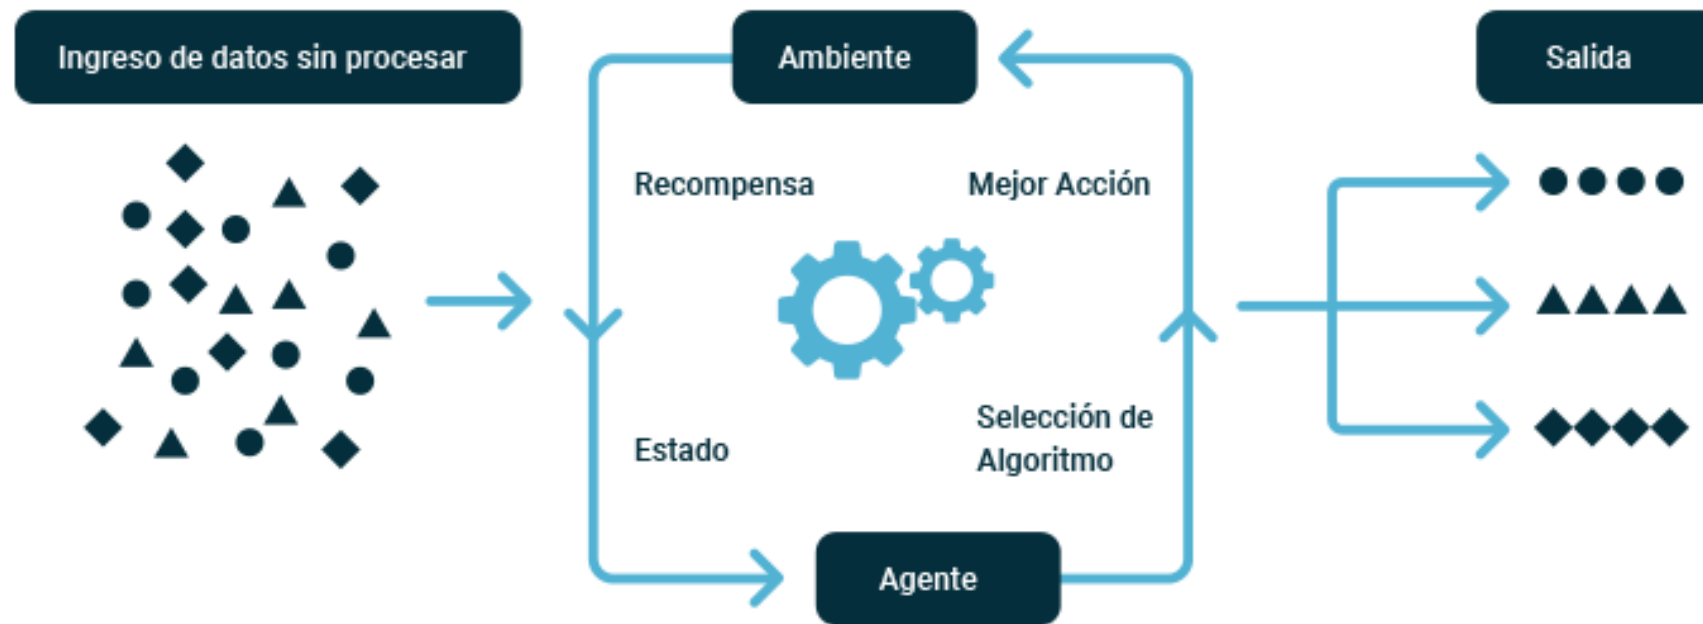 Ingreso de datos sin procesar
Ambiente
Salida
Recompensa
Mejor Acción
Estado
Selección de
Algoritmo
Agente